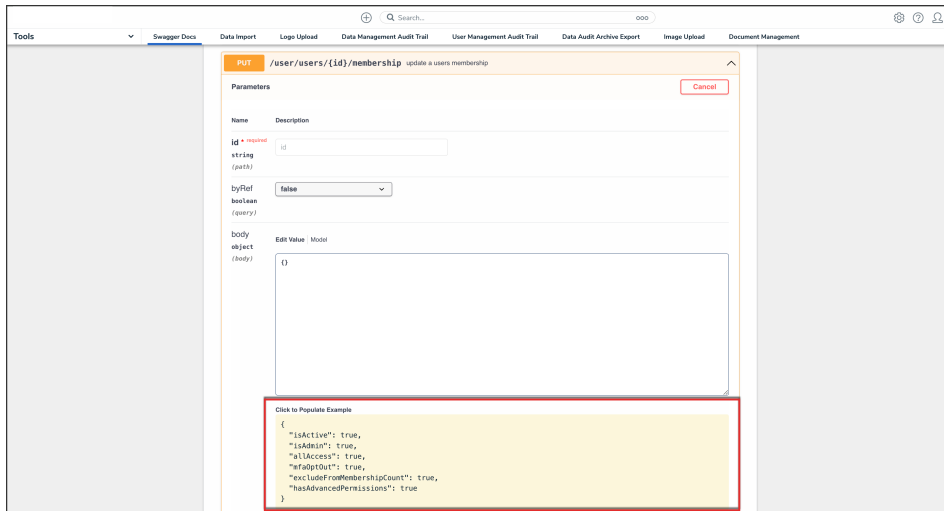 Search... ooo
Tools Swagger Docs Data Import Logo Upload Data Management Audit Trail User Management Audit Trail Data Audit Archive Export Image Upload Document Management
PUT /user/users/{id}/membership update a users membership
Parameters Cancel
Name Description
id * required
id
string
(path)
byRef false
boolean
(query)
body
Edit Value Model
object
(body)
{}
Click to Populate Example
{
"isActive": true,
"isAdmin": true,
"allAccess": true,
"mfaOptOut": true,
"excludeFromMembershipCount": true,
"hasAdvancedPermissions": true
}